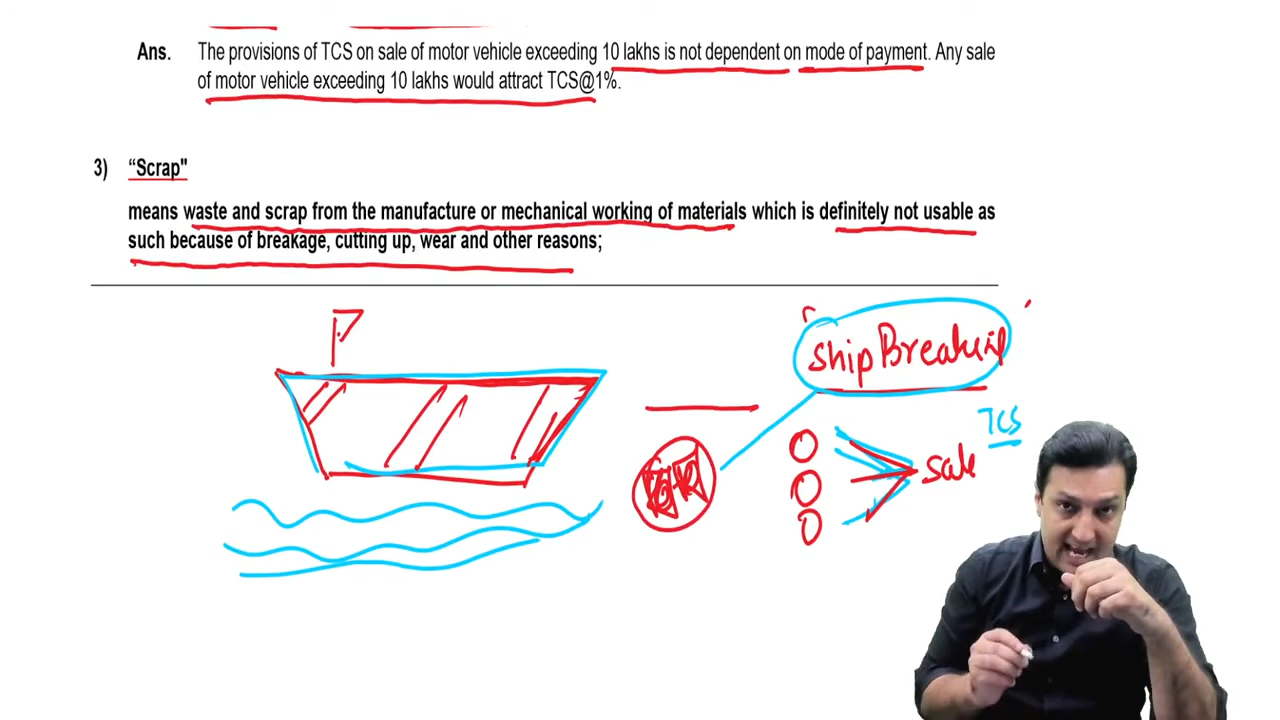 Ans. The provisions of TCS on sale of motor vehicle exceeding 10 lakhs is not dependent on mode of payment. Any sale
of motor vehicle exceeding 10 lakhs would attract TCS@1%.
3) “Scrap"
means waste and scrap from the manufacture or mechanical working of materials which is definitely not usable as
such because of breakage, cutting up, wear and other reasons;
ship Breaking
TCS
sale